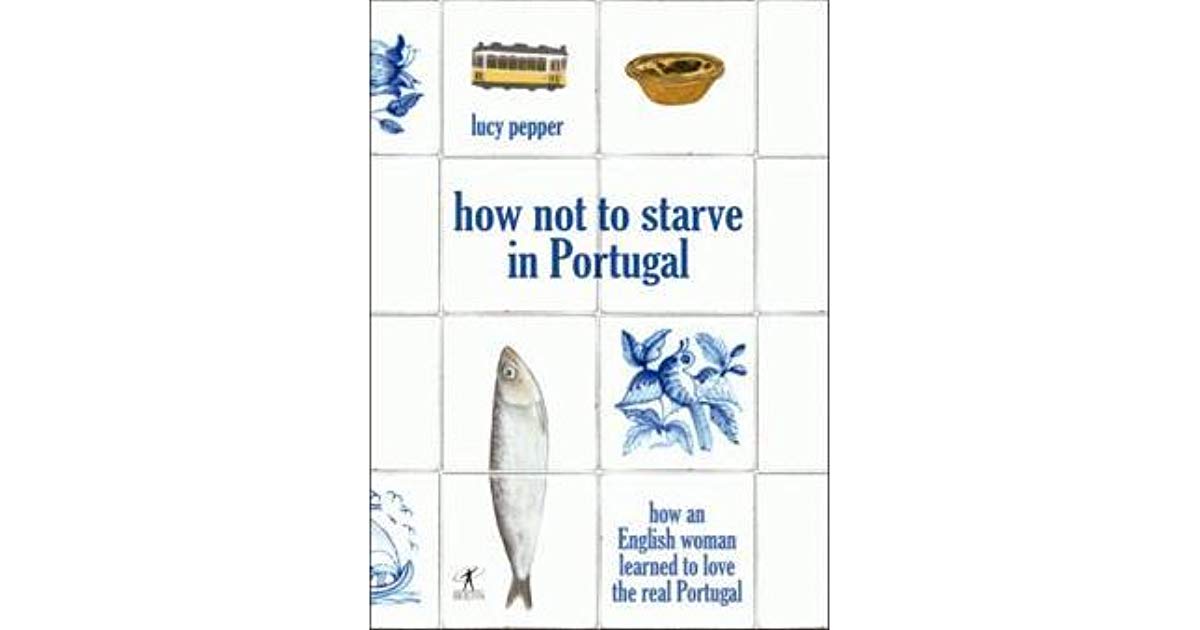 lucy pepper
how not to starve
in Portugal
how an
English woman
learned to love
the real Portugal